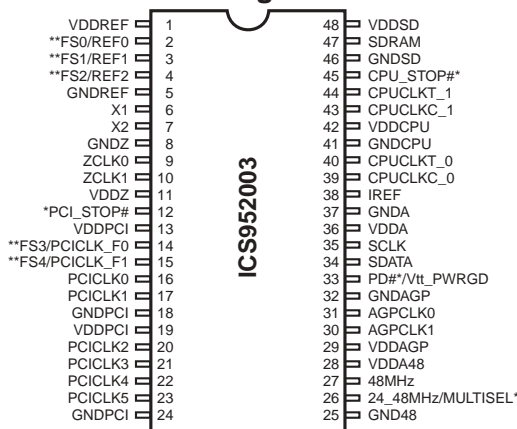 VDDREF 1 48 VDDSD
**FS0/REF0 2 47 SDRAM
**FS1/REF1 3 46 GNDSD
**FS2/REF2 4 45 CPU_STOP#*
GNDREF 5 44 CPUCLKT_1
X1 6 43 CPUCLKC_1
X2 7 42 VDDCPU
GNDZ 8 41 GNDCPU
ZCLK0 9 40 CPUCLKT_0
ZCLK1 10 39 CPUCLKC_0
VDDZ 11 38 IREF
*PCI_STOP# 12 37 GNDA
VDDPCI 13 36 VDDA
**FS3/PCICLK_F0 14 35 SCLK
**FS4/PCICLK_F1 15 34 SDATA
PCICLK0 16 33 PD#*/Vtt_PWRGD
PCICLK1 17 32 GNDAGP
GNDPCI 18 31 AGPCLK0
VDDPCI 19 30 AGPCLK1
PCICLK2 20 29 VDDAGP
PCICLK3 21 28 VDDA48
PCICLK4 22 27 48MHz
PCICLK5 23 26 24_48MHz/MULTISEL*
GNDPCI 24 25 GND48
ICS952003